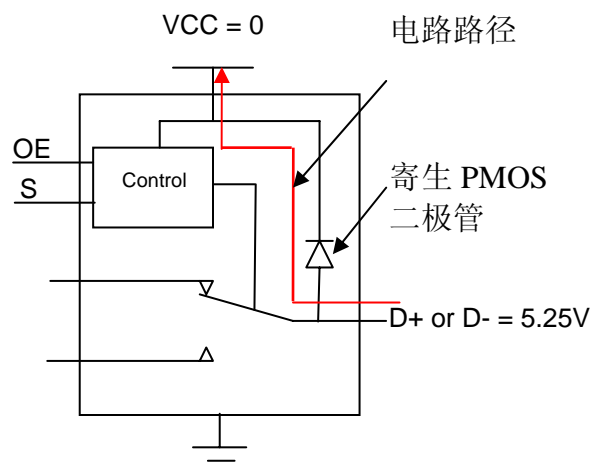 VCC = 0
电路路径
OE
S
Control
寄生 PMOS
二极管
D+ or D- = 5.25V